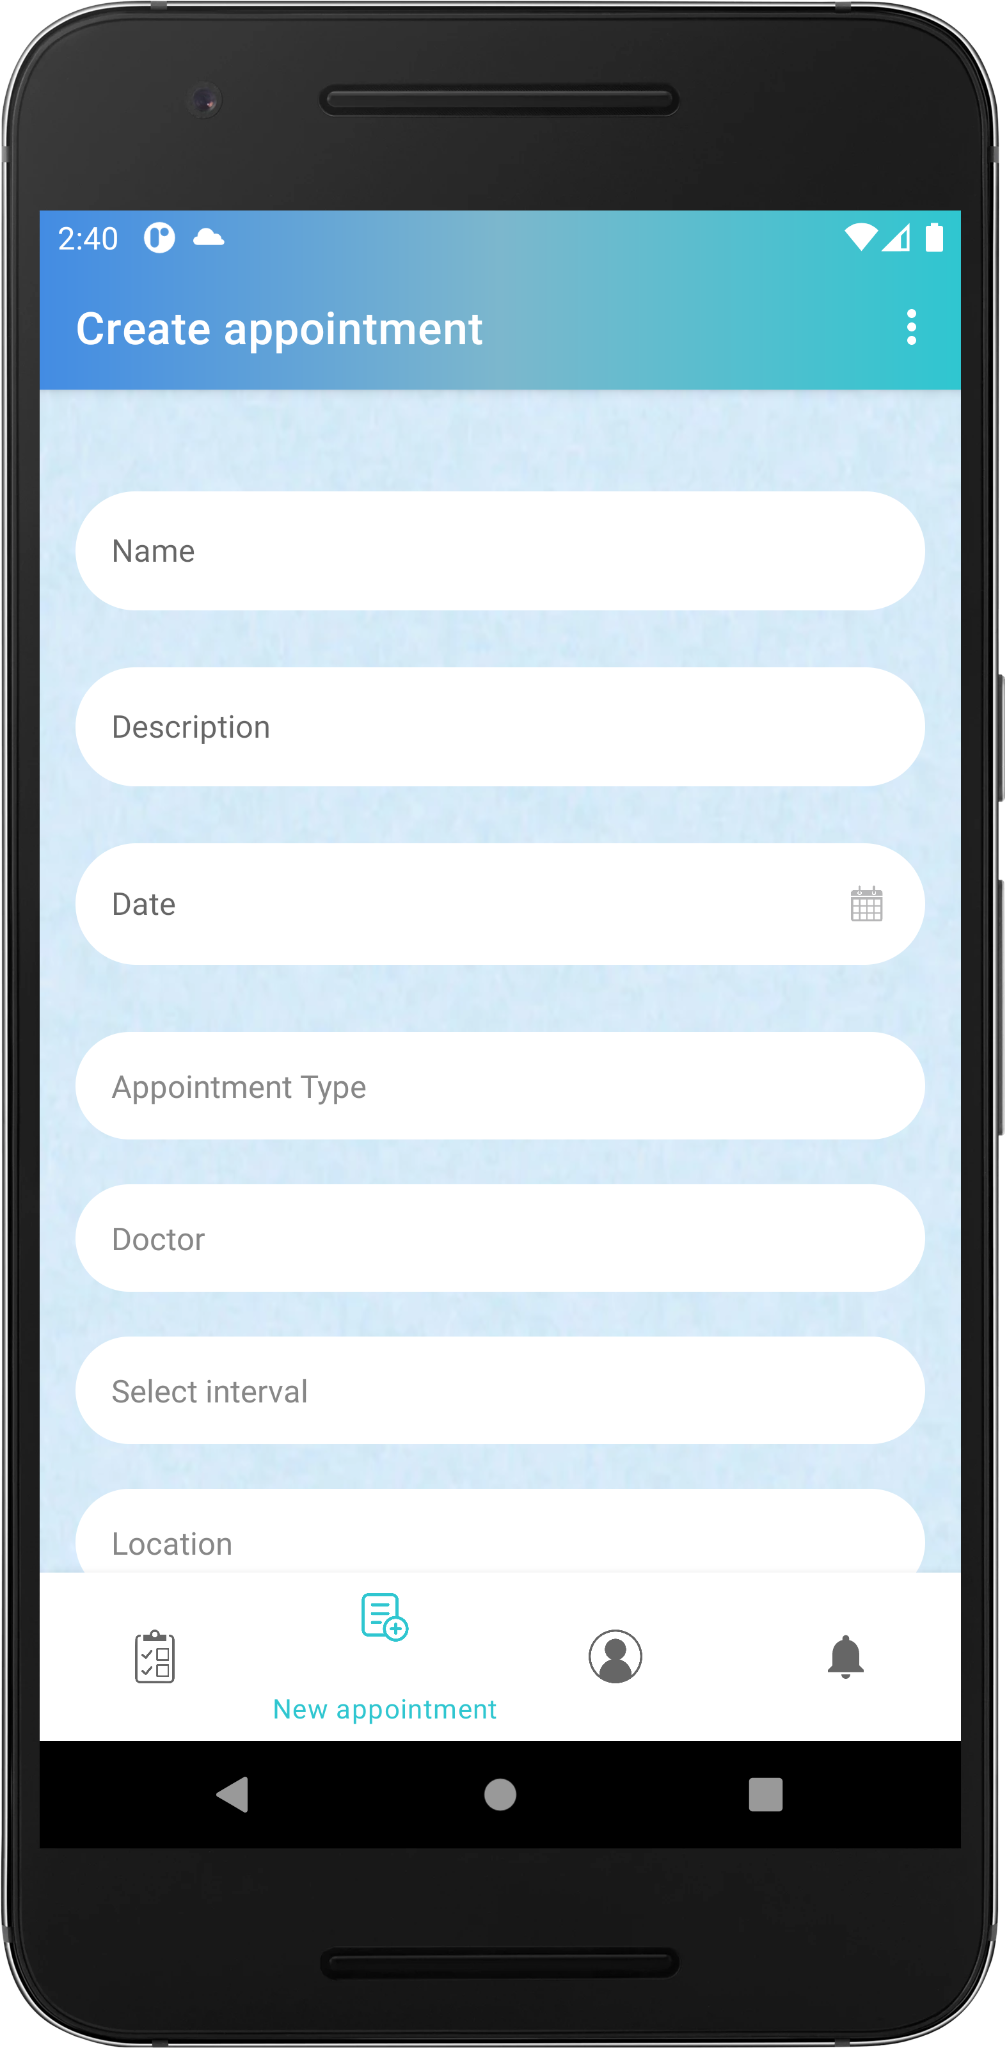 2:40
Create appointment
Name
Description
Date
Appointment Type
Doctor
Select interval
Location
New appointment